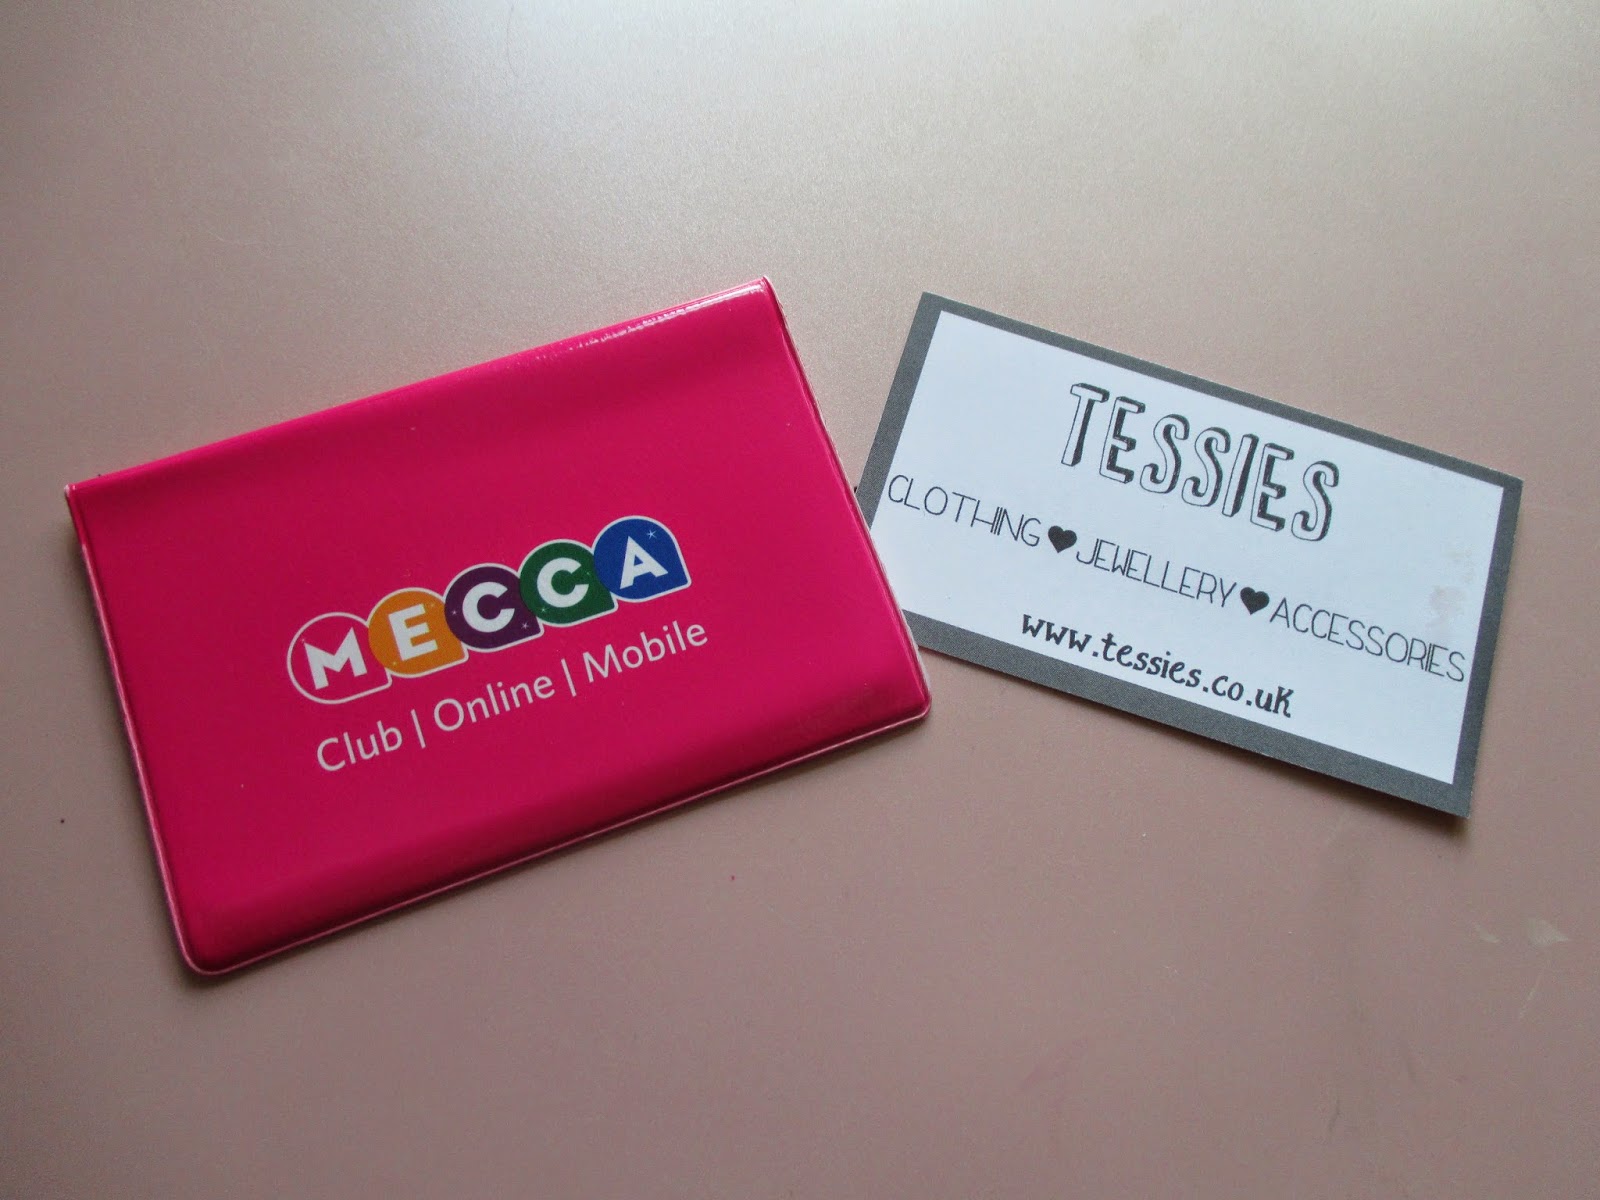 MECCA
Club | Online | Mobile
TESSIES
CLOTHING♥JEWELLERY♥ACCESSORIES
www.tessies.co.uk